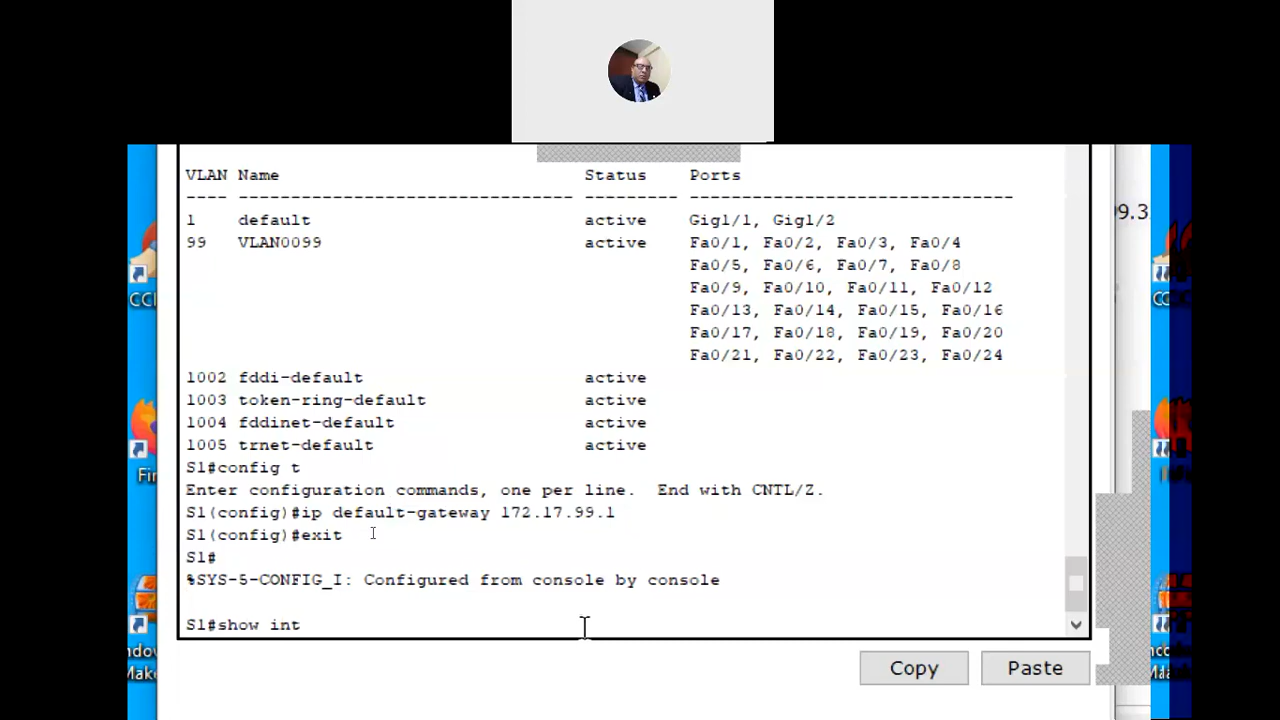 VLAN Name Status Ports
---- -------------------------------- --------- -------------------------------
1 default active Gig1/1, Gig1/2
99 VLAN0099 active Fa0/1, Fa0/2, Fa0/3, Fa0/4
Fa0/5, Fa0/6, Fa0/7, Fa0/8
Fa0/9, Fa0/10, Fa0/11, Fa0/12
Fa0/13, Fa0/14, Fa0/15, Fa0/16
Fa0/17, Fa0/18, Fa0/19, Fa0/20
Fa0/21, Fa0/22, Fa0/23, Fa0/24
1002 fddi-default active
1003 token-ring-default active
1004 fddinet-default active
1005 trnet-default active
S1#config t
Enter configuration commands, one per line. End with CNTL/Z.
S1(config)#ip default-gateway 172.17.99.1
S1(config)#exit
S1#
%SYS-5-CONFIG_I: Configured from console by console
S1#show int
Copy Paste
99.3
CCI
Fir
ndov
Make